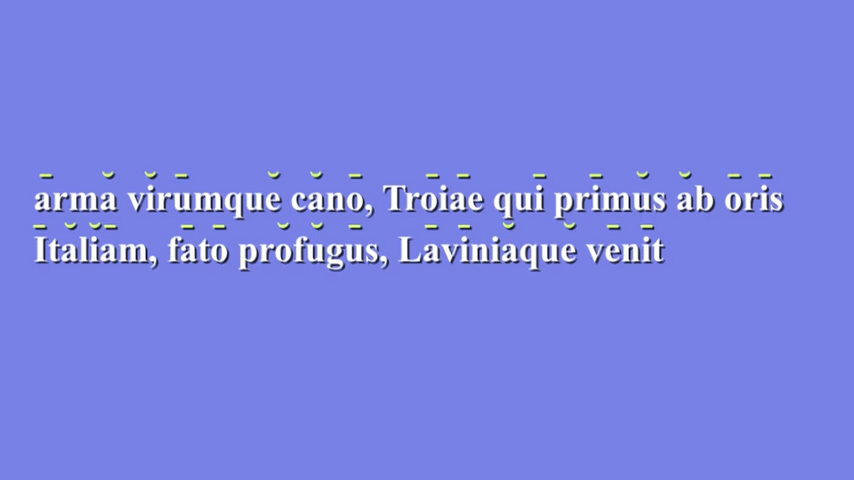 arma virumque cano, Troiae qui primus ab oris
Italiam, fato profugus, Laviniaque venit